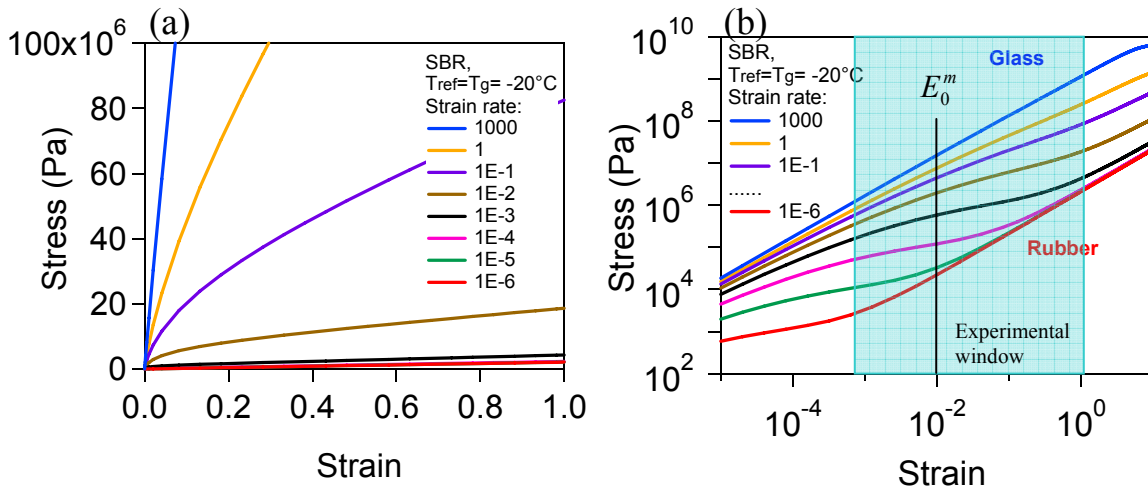 (a)
100x10^6
80
60
40
20
0
Stress (Pa)
0.0
0.2
0.4
0.6
0.8
1.0
Strain
SBR,
Tref=Tg= -20°C
Strain rate:
1000
1
1E-1
1E-2
1E-3
1E-4
1E-5
1E-6
(b)
10^10
10^8
10^6
10^4
10^2
Stress (Pa)
10^-4
10^-2
10^0
Strain
SBR,
Tref=Tg= -20°C
Strain rate:
1000
1
1E-1
......
1E-6
Glass
E_0^m
Rubber
Experimental
window